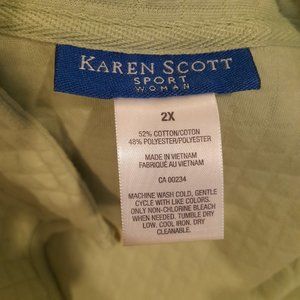 KAREN SCOTT
SPORT
WOMAN
2X
52% COTTON/COTON
48% POLYESTER/POLYESTER
MADE IN VIETNAM
FABRIQUÉ AU VIETNAM
CA 00234
MACHINE WASH COLD, GENTLE
CYCLE WITH LIKE COLORS.
ONLY NON-CHLORINE BLEACH
WHEN NEEDED. TUMBLE DRY
LOW. COOL IRON. DRY
CLEANABLE.